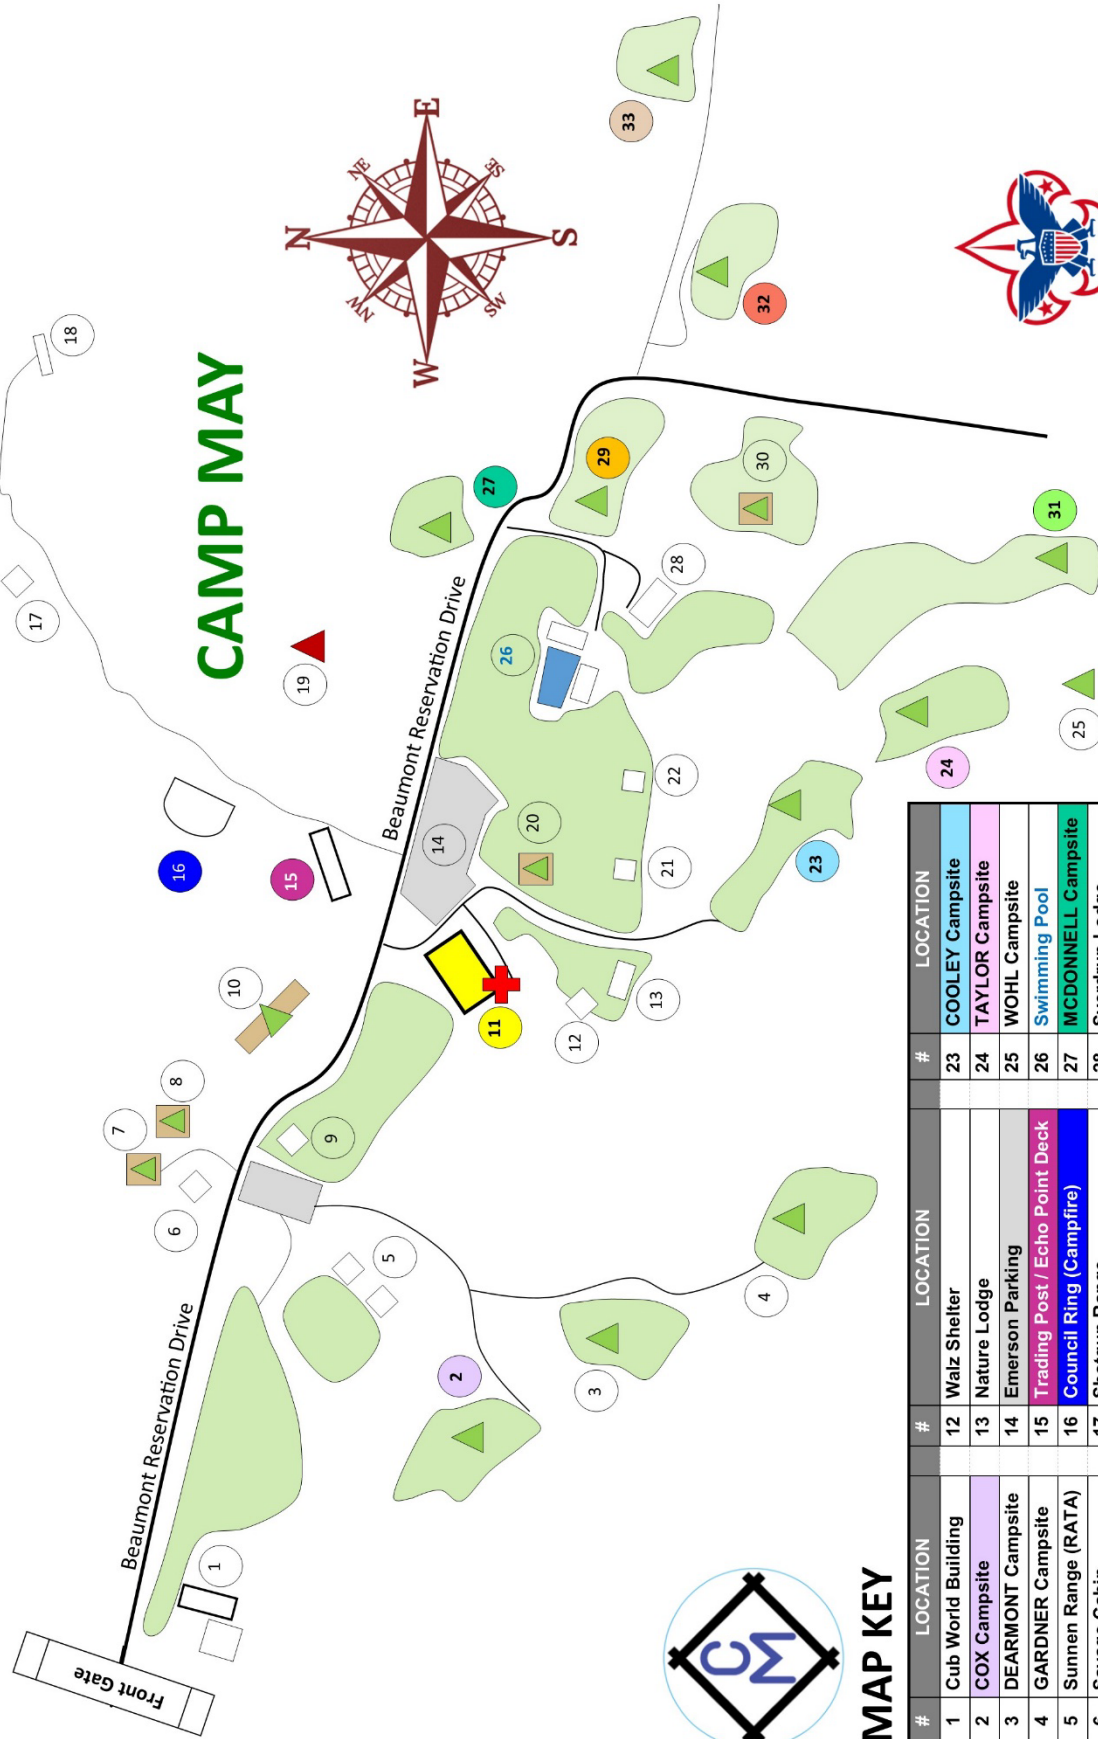 CAMP MAY
N
NE
E
SE
S
SW
W
NW
Front Gate
Beaumont Reservation Drive
Beaumont Reservation Drive
1
2
3
4
5
6
7
8
9
10
11
12
13
14
15
16
17
18
19
20
21
22
23
24
25
26
27
28
29
30
31
32
33
CM
MAP KEY
# LOCATION # LOCATION # LOCATION
1 Cub World Building 12 Walz Shelter 23 COOLEY Campsite
2 COX Campsite 13 Nature Lodge 24 TAYLOR Campsite
3 DEARMONT Campsite 14 Emerson Parking 25 WOHL Campsite
4 GARDNER Campsite 15 Trading Post / Echo Point Deck 26 Swimming Pool
5 Sunnen Range (RATA) 16 Council Ring (Campfire) 27 MCDONNELL Campsite
6 17 28